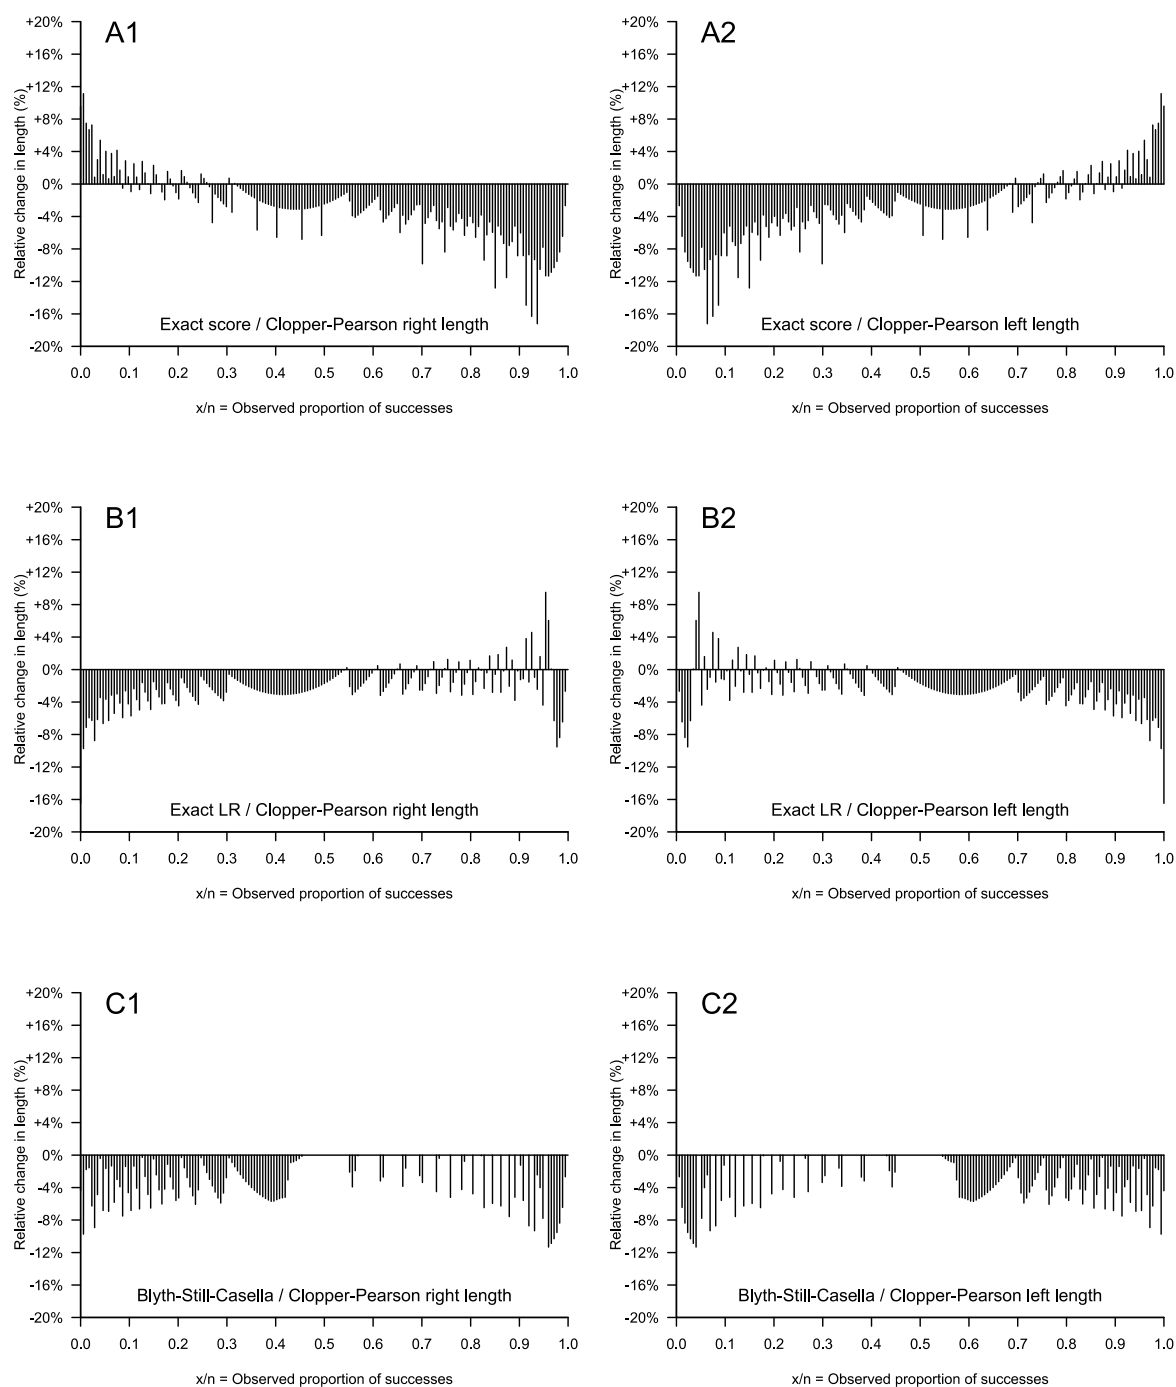 A1
Relative change in length (%)
+20%
+16%
+12%
+8%
+4%
0%
-4%
-8%
-12%
-16%
-20%
Exact score / Clopper-Pearson right length
0.0 0.1 0.2 0.3 0.4 0.5 0.6 0.7 0.8 0.9 1.0
x/n = Observed proportion of successes
A2
Relative change in length (%)
+20%
+16%
+12%
+8%
+4%
0%
-4%
-8%
-12%
-16%
-20%
Exact score / Clopper-Pearson left length
0.0 0.1 0.2 0.3 0.4 0.5 0.6 0.7 0.8 0.9 1.0
x/n = Observed proportion of successes
B1
Relative change in length (%)
+20%
+16%
+12%
+8%
+4%
0%
-4%
-8%
-12%
-16%
-20%
Exact LR / Clopper-Pearson right length
0.0 0.1 0.2 0.3 0.4 0.5 0.6 0.7 0.8 0.9 1.0
x/n = Observed proportion of successes
B2
Relative change in length (%)
+20%
+16%
+12%
+8%
+4%
0%
-4%
-8%
-12%
-16%
-20%
Exact LR / Clopper-Pearson left length
0.0 0.1 0.2 0.3 0.4 0.5 0.6 0.7 0.8 0.9 1.0
x/n = Observed proportion of successes
C1
Relative change in length (%)
+20%
+16%
+12%
+8%
+4%
0%
-4%
-8%
-12%
-16%
-20%
Blyth-Still-Casella / Clopper-Pearson right length
0.0 0.1 0.2 0.3 0.4 0.5 0.6 0.7 0.8 0.9 1.0
x/n = Observed proportion of successes
C2
Relative change in length (%)
+20%
+16%
+12%
+8%
+4%
0%
-4%
-8%
-12%
-16%
-20%
Blyth-Still-Casella / Clopper-Pearson left length
0.0 0.1 0.2 0.3 0.4 0.5 0.6 0.7 0.8 0.9 1.0
x/n = Observed proportion of successes